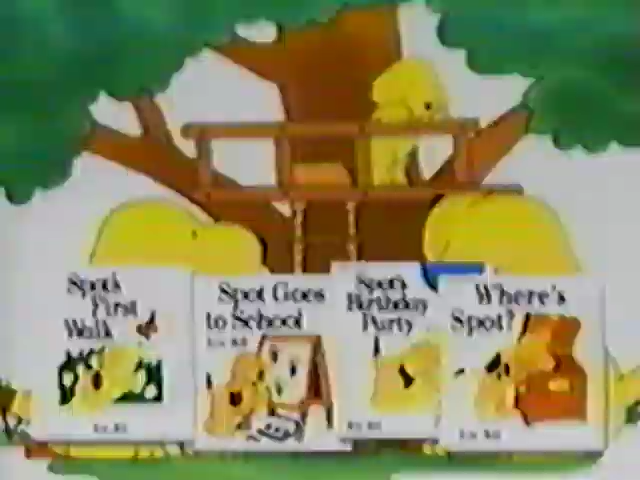 Spot's
First
Walk
Spot Goes
to School
Spot's
Birthday
Party
Where's
Spot?